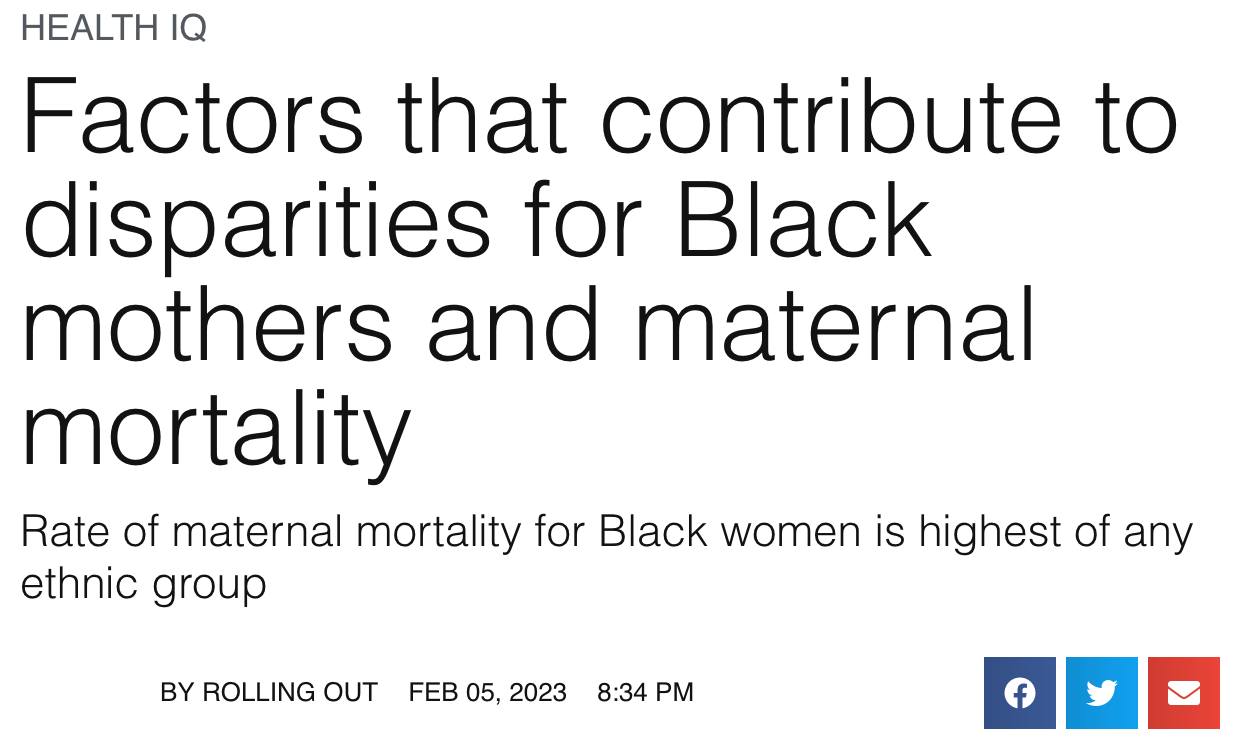 HEALTH IQ
Factors that contribute to
disparities for Black
mothers and maternal
mortality
Rate of maternal mortality for Black women is highest of any
ethnic group
BY ROLLING OUT FEB 05, 2023 8:34 PM